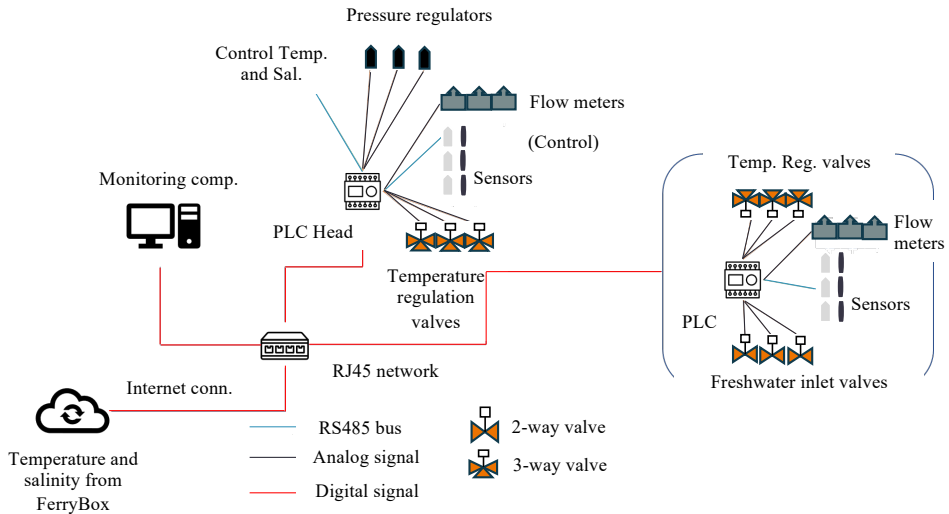 Pressure regulators
Control Temp.
and Sal.
Flow meters
(Control)
Sensors
Monitoring comp.
PLC Head
Temperature
regulation
valves
Temp. Reg. valves
Flow
meters
Sensors
PLC
Freshwater inlet valves
RJ45 network
Internet conn.
Temperature and
salinity from
FerryBox
RS485 bus
Analog signal
Digital signal
2-way valve
3-way valve